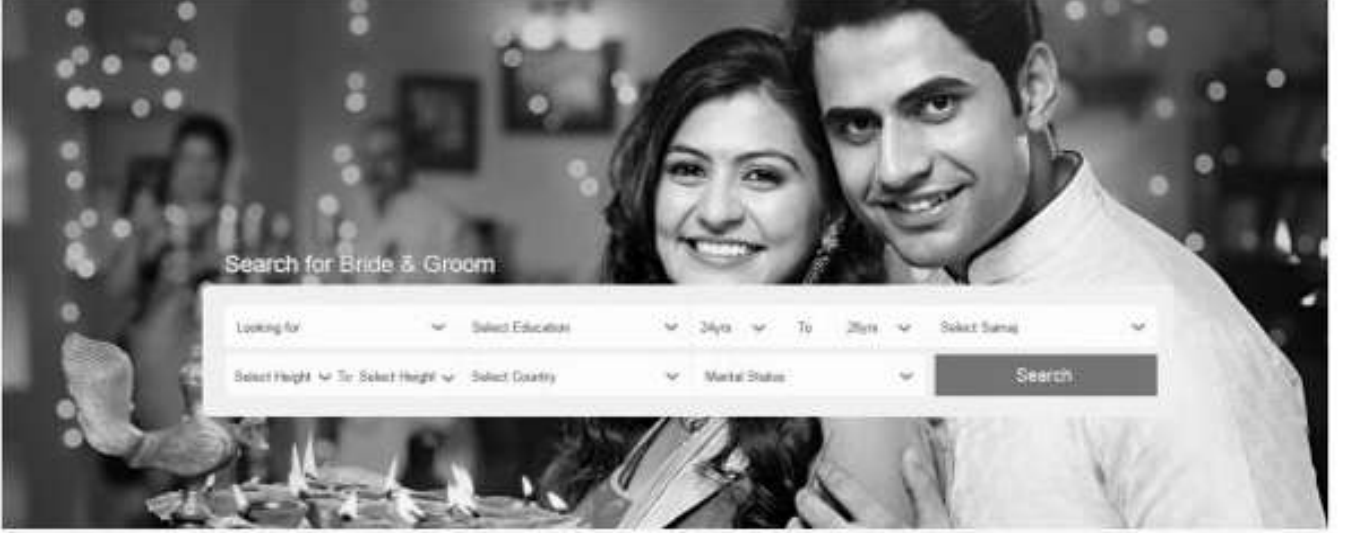 Search for Bride & Groom
Looking for Select Education 24yrs To 28yrs Select Samaj
Select Height To Select Height Select Country Marital Status Search